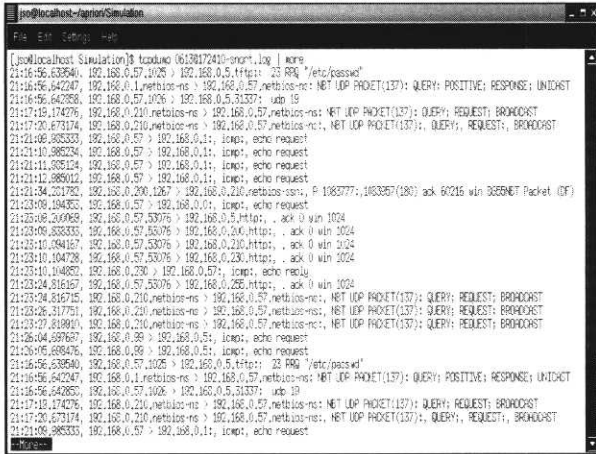 jso@localhost-/apriori/Simulation
File Edit Settings Help
[jso@localhost Simulation]$ tcpdump 06130172410-snort.log | more
21:16:56,639540, 192.168.0.57,1025 > 192.168.0.5,tftp:: 23 RRQ "/etc/passwd"
21:16:56,642247, 192.168.0.1,netbios-ns > 192.168.0.57,netbios-ns: NBT UDP PACKET(137): QUERY: POSITIVE: RESPONSE: UNICAST
21:16:56,642858, 192.168.0.57,1026 > 192.168.0.5,31337: udp 19
21:17:19,174276, 192.168.0.210,netbios-ns > 192.168.0.57,netbios-ns: NBT UDP PACKET(137): QUERY: REQUEST: BROADCAST
21:17:20,673174, 192.168.0.210,netbios-ns > 192.168.0.57,netbios-ns:, NBT UDP PACKET(137):, QUERY:, REQUEST:, BROADCAST
21:21:09,985333, 192.168.0.57 > 192.168.0.1:, icmp:, echo request
21:21:10,985234, 192.168.0.57 > 192.168.0.1:, icmp:, echo request
21:21:11,985124, 192.168.0.57 > 192.168.0.1:, icmp:, echo request
21:21:12,985012, 192.168.0.57 > 192.168.0.1:, icmp:, echo request
21:21:34,201782, 192.168.0.200,1267 > 192.168.0.210,netbios-ssn:, P 1083777:,1083957(180) ack 60216 win 8855NBT Packet (DF)
21:23:09,194353, 192.168.0.57 > 192.168.0.0:, icmp:, echo request
21:23:09,200069, 192.168.0.57,53076 > 192.168.0.5,http:, . ack 0 win 1024
21:23:09,838333, 192.168.0.57,53076 > 192.168.0.200,http:, . ack 0 win 1024
21:23:10,094167, 192.168.0.57,53076 > 192.168.0.210,http:, . ack 0 win 1024
21:23:10,104728, 192.168.0.57,53076 > 192.168.0.230,http:, . ack 0 win 1024
21:23:10,104852, 192.168.0.230 > 192.168.0.57:, icmp:, echo reply
21:23:24,816167, 192.168.0.57,53076 > 192.168.0.255,http:, . ack 0 win 1024
21:23:24,816715, 192.168.0.210,netbios-ns > 192.168.0.57,netbios-ns:, NBT UDP PACKET(137): QUERY: REQUEST: BROADCAST
21:23:26,317751, 192.168.0.210,netbios-ns > 192.168.0.57,netbios-ns:, NBT UDP PACKET(137): QUERY: REQUEST: BROADCAST
21:23:27,819910, 192.168.0.210,netbios-ns > 192.168.0.57,netbios-ns:, NBT UDP PACKET(137): QUERY: REQUEST: BROADCAST
21:26:04,697687, 192.168.0.99 > 192.168.0.5:, icmp:, echo request
21:26:05,698476, 192.168.0.99 > 192.168.0.5:, icmp:, echo request
21:16:56,639540, 192.168.0.57,1025 > 192.168.0.5,tftp:: 23 RRQ "/etc/passwd"
21:16:56,642247, 192.168.0.1,netbios-ns > 192.168.0.57,netbios-ns: NBT UDP PACKET(137): QUERY: POSITIVE: RESPONSE: UNICAST
21:16:56,642858, 192.168.0.57,1026 > 192.168.0.5,31337: udp 19
21:17:19,174276, 192.168.0.210,netbios-ns > 192.168.0.57,netbios-ns: NBT UDP PACKET(137): QUERY: REQUEST: BROADCAST
21:17:20,673174, 192.168.0.210,netbios-ns > 192.168.0.57,netbios-ns:, NBT UDP PACKET(137):, QUERY:, REQUEST:, BROADCAST
21:21:09,985333, 192.168.0.57 > 192.168.0.1:, icmp:, echo request
--More--